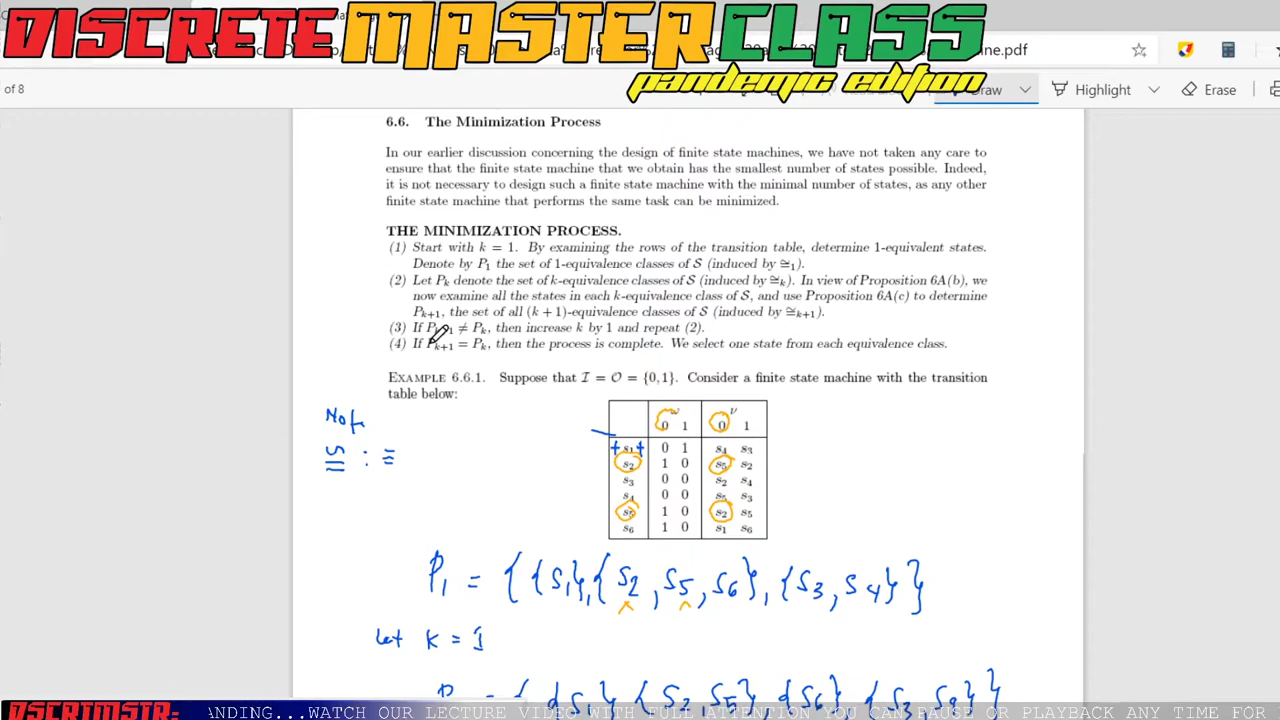 DISCRETE MASTER CLASS
pandemic edition
ine.pdf
of 8
Draw
Highlight
Erase
6.6. The Minimization Process
In our earlier discussion concerning the design of finite state machines, we have not taken any care to
ensure that the finite state machine that we obtain has the smallest number of states possible. Indeed,
it is not necessary to design such a finite state machine with the minimal number of states, as any other
finite state machine that performs the same task can be minimized.
THE MINIMIZATION PROCESS.
(1) Start with k = 1. By examining the rows of the transition table, determine 1-equivalent states.
Denote by P₁ the set of 1-equivalence classes of S (induced by ≅₁).
(2) Let Pₖ denote the set of k-equivalence classes of S (induced by ≅ₖ). In view of Proposition 6A(b), we
now examine all the states in each k-equivalence class of S, and use Proposition 6A(c) to determine
Pₖ₊₁, the set of all (k + 1)-equivalence classes of S (induced by ≅ₖ₊₁).
(3) If Pₖ₊₁ ≠ Pₖ, then increase k by 1 and repeat (2).
(4) If Pₖ₊₁ = Pₖ, then the process is complete. We select one state from each equivalence class.
EXAMPLE 6.6.1. Suppose that I = O = {0, 1}. Consider a finite state machine with the transition
table below:
ω ν
0 1 0 1
s₁ 0 1 s₄ s₃
s₂ 1 0 s₅ s₂
s₃ 0 0 s₂ s₄
s₄ 0 0 s₅ s₃
s₅ 1 0 s₂ s₅
s₆ 1 0 s₁ s₆
≅ : ≡
P₁ = { {S₁}, {S₂, S₅, S₆}, {S₃, S₄} }
Let K = 1
= { {S₁} {S₂, S₅} {S₆} {
DSCRTMSTR: ANDING...WATCH OUR LECTURE VIDEO WITH FULL ATTENTION YOU CAN PAUSE OR PLAYBACK ANY TIME FOR